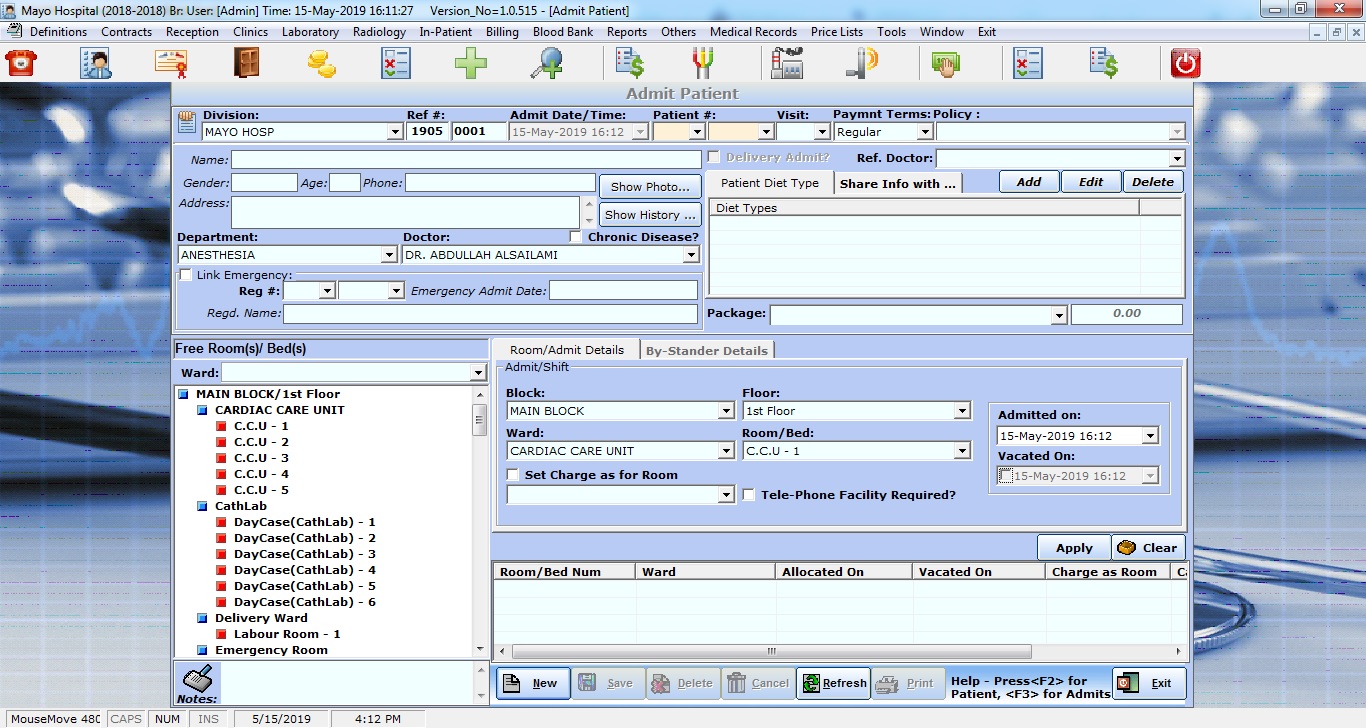 Mayo Hospital (2018-2018) Br: User: [Admin] Time: 15-May-2019 16:11:27 Version_No=1.0.515 - [Admit Patient]
Definitions Contracts Reception Clinics Laboratory Radiology In-Patient Billing Blood Bank Reports Others Medical Records Price Lists Tools Window Exit
Admit Patient
Division: Ref #: Admit Date/Time: Patient #: Visit: Paymnt Terms: Policy :
MAYO HOSP 1905 0001 15-May-2019 16:12 Regular
Name: Delivery Admit? Ref. Doctor:
Gender: Age: Phone: Show Photo... Patient Diet Type Share Info with ... Add Edit Delete
Address: Show History ... Diet Types
Department: Doctor: Chronic Disease?
ANESTHESIA DR. ABDULLAH ALSAILAMI
Link Emergency:
Reg #: Emergency Admit Date:
Regd. Name: Package: 0.00
Free Room(s)/ Bed(s) Room/Admit Details By-Stander Details
Ward:
MAIN BLOCK/1st Floor
CARDIAC CARE UNIT
C.C.U - 1
C.C.U - 2
C.C.U - 3
C.C.U - 4
C.C.U - 5
CathLab
DayCase(CathLab) - 1
DayCase(CathLab) - 2
DayCase(CathLab) - 3
DayCase(CathLab) - 4
DayCase(CathLab) - 5
DayCase(CathLab) - 6
Delivery Ward
Labour Room - 1
Emergency Room
Notes:
Admit/Shift
Block: Floor:
MAIN BLOCK 1st Floor
Ward: Room/Bed:
CARDIAC CARE UNIT C.C.U - 1
Set Charge as for Room
Tele-Phone Facility Required?
Admitted on:
15-May-2019 16:12
Vacated On:
15-May-2019 16:12
Apply Clear
Room/Bed Num Ward Allocated On Vacated On Charge as Room
New Save Delete Cancel Refresh Print Help - Press<F2> for Exit
Patient, <F3> for Admits
MouseMove CAPS NUM INS 5/15/2019 4:12 PM